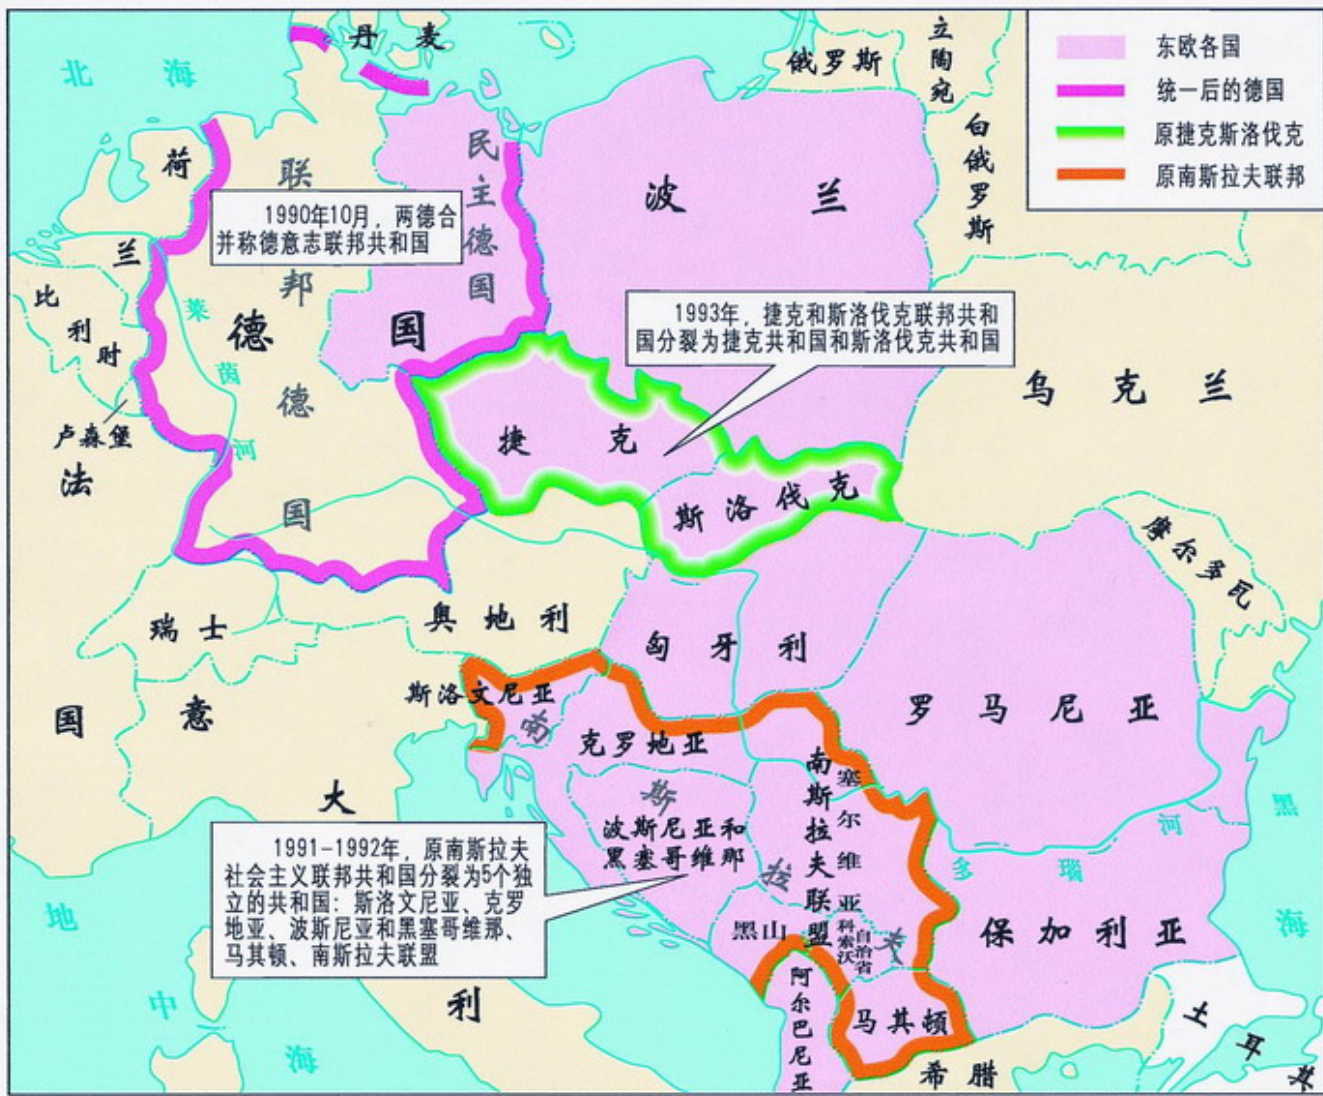 丹麦
北海
俄罗斯
立陶宛
白俄罗斯
东欧各国
统一后的德国
原捷克斯洛伐克
原南斯拉夫联邦
荷兰
联邦德国
民主德国
波兰
1990年10月，两德合
并称德意志联邦共和国
比利时
莱茵河
德国
1993年，捷克和斯洛伐克联邦共和
国分裂为捷克共和国和斯洛伐克共和国
乌克兰
卢森堡
法国
捷克
斯洛伐克
摩尔多瓦
瑞士
奥地利
匈牙利
斯洛文尼亚
罗马尼亚
意大利
南斯拉夫
克罗地亚
南斯拉夫联盟
塞尔维亚
黑海
波斯尼亚和
黑塞哥维那
多瑙河
1991-1992年，原南斯拉夫
社会主义联邦共和国分裂为5个独
立的共和国：斯洛文尼亚、克罗
地亚、波斯尼亚和黑塞哥维那、
马其顿、南斯拉夫联盟
地中海
黑山
科索沃
自治省
保加利亚
阿尔巴尼亚
马其顿
希腊
土耳其